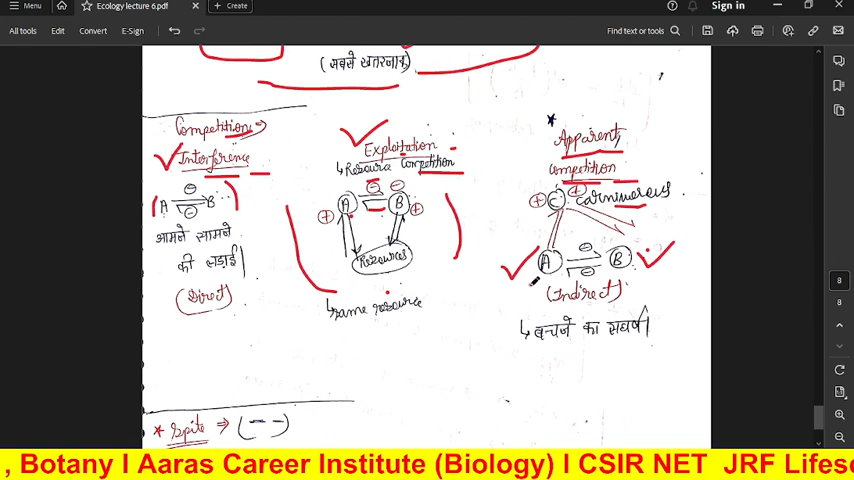 Menu
Ecology lecture 6.pdf
Create
Sign in
All tools
Edit
Convert
E-Sign
Find text or tools
(सबसे खतरनाक)
Competition ⇒
Interference
A ⊖ B
⊖
आमने सामने
की लड़ाई।
(Direct)
Exploitation
↳ Resource Competition
⊖ ⊖
A B
⊕ ⊕
Resources
↳ same resource
* Apparent
competition
⊕ C ⊕ carnivorous
A ⊖ B
⊖
(Indirect)
↳ बचने का संघर्ष।
* Spite ⇒ (− −)
8
8
, Botany I Aaras Career Institute (Biology) I CSIR NET JRF Lifesc